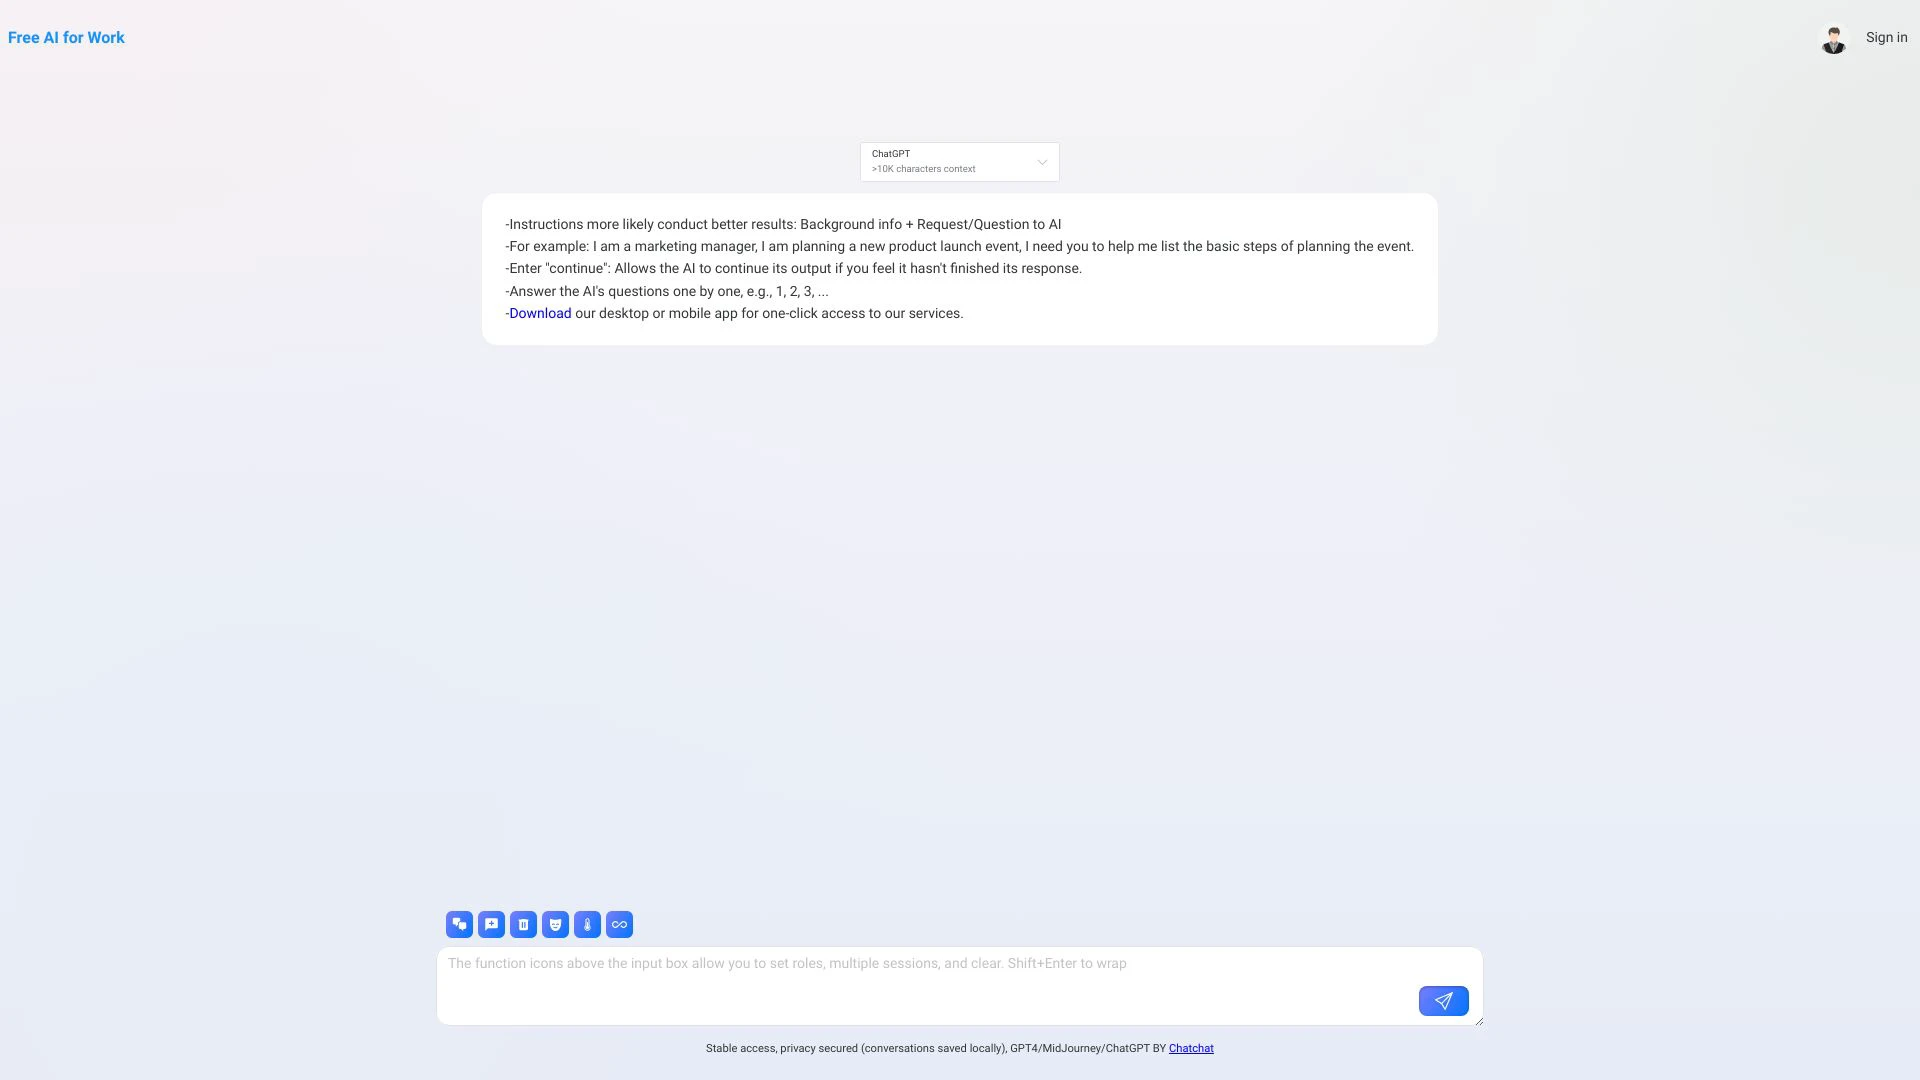 Free AI for Work
Sign in
ChatGPT
>10K characters context
-Instructions more likely conduct better results: Background info + Request/Question to AI
-For example: I am a marketing manager, I am planning a new product launch event, I need you to help me list the basic steps of planning the event.
-Enter "continue": Allows the AI to continue its output if you feel it hasn't finished its response.
-Answer the AI's questions one by one, e.g., 1, 2, 3, ...
-Download our desktop or mobile app for one-click access to our services.
The function icons above the input box allow you to set roles, multiple sessions, and clear. Shift+Enter to wrap
Stable access, privacy secured (conversations saved locally), GPT4/MidJourney/ChatGPT BY Chatchat